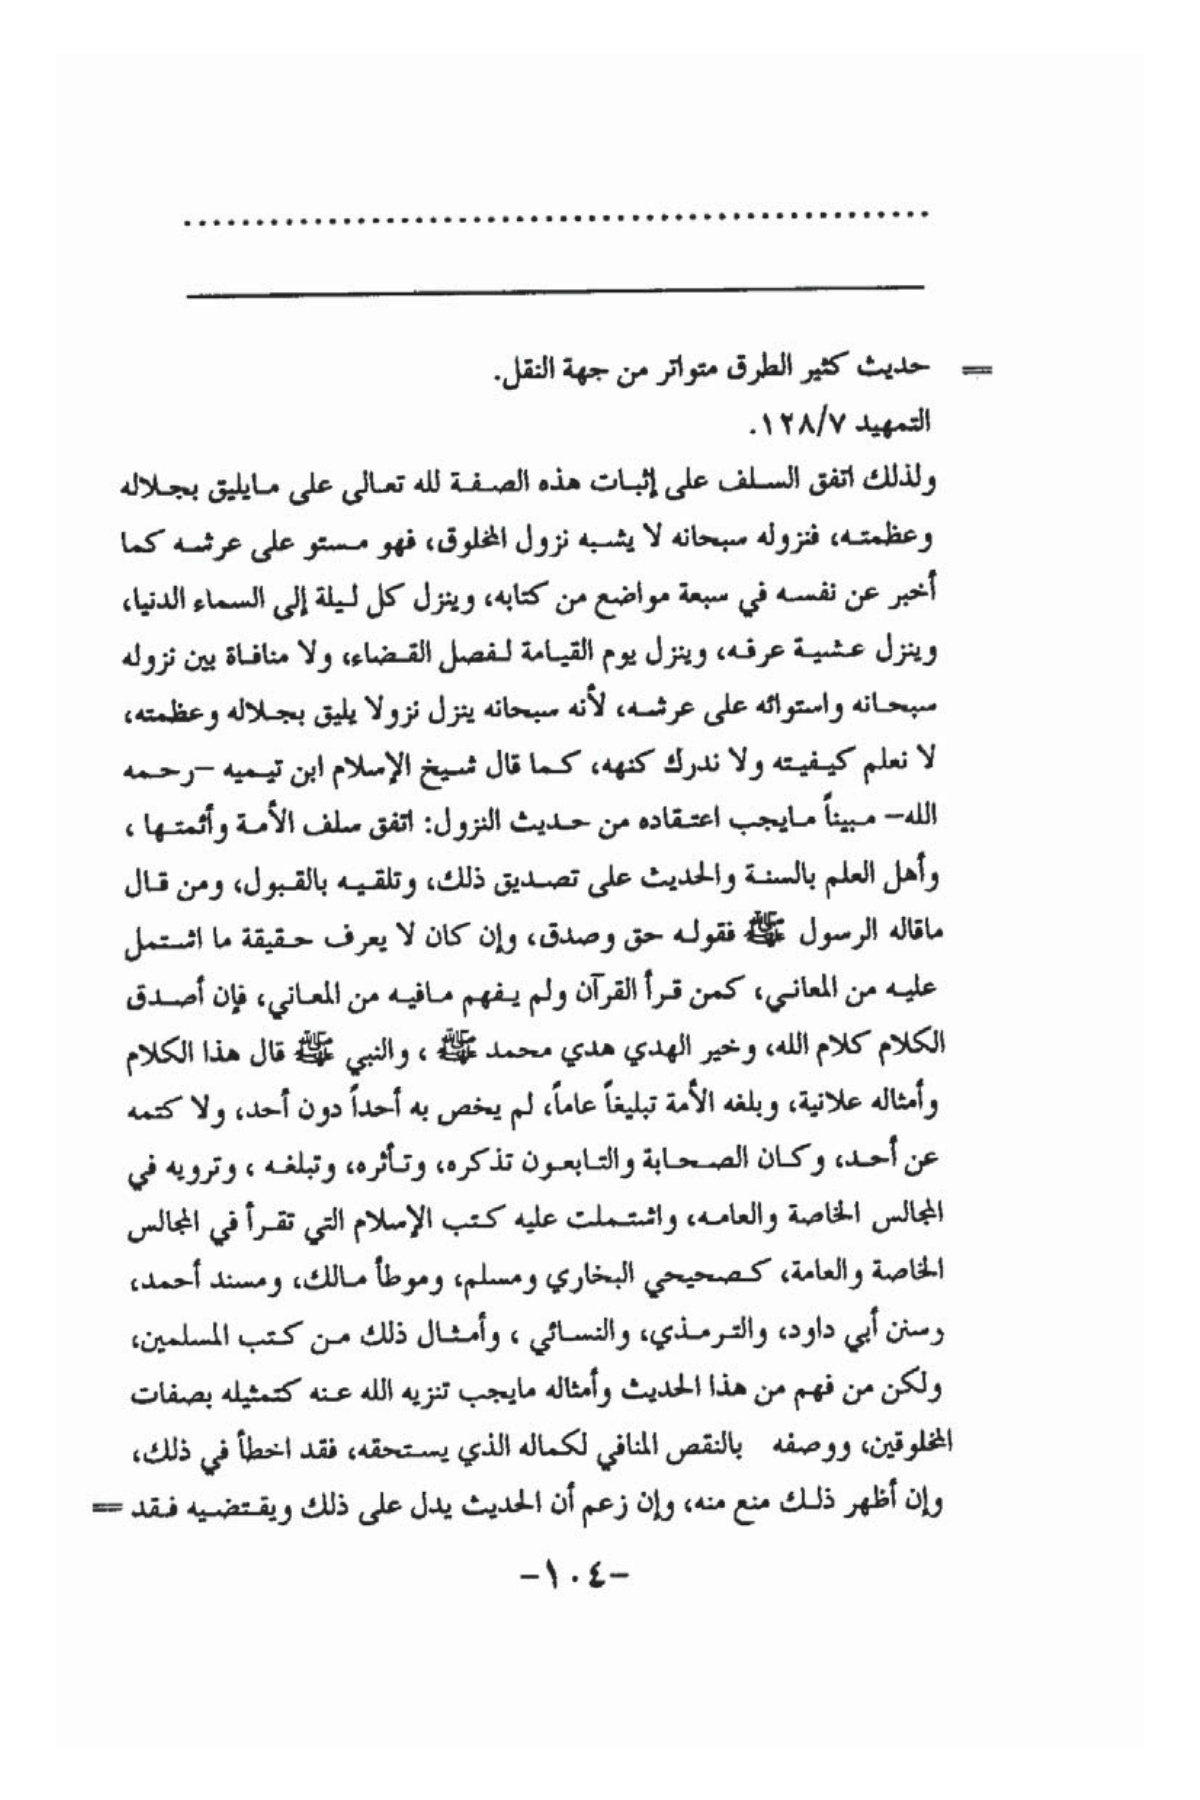 ................................................
= حديث كثير الطرق متواتر من جهة النقل.
التمهيد ١٢٨/٧.
ولذلك اتفق السلف على إثبات هذه الصفة لله تعالى على مايليق بجلاله
وعظمته، فنزوله سبحانه لا يشبه نزول المخلوق، فهو مستو على عرشه كما
أخبر عن نفسه في سبعة مواضع من كتابه، وينزل كل ليلة إلى السماء الدنيا،
وينزل عشية عرفه، وينزل يوم القيامة لفصل القضاء، ولا منافاة بين نزوله
سبحانه واستوائه على عرشه، لأنه سبحانه ينزل نزولا يليق بجلاله وعظمته،
لا نعلم كيفيته ولا ندرك كنهه، كما قال شيخ الإسلام ابن تيميه -رحمه
الله- مبيناً مايجب اعتقاده من حديث النزول: اتفق سلف الأمة وأئمتها ،
وأهل العلم بالسنة والحديث على تصديق ذلك، وتلقيه بالقبول، ومن قال
ماقاله الرسول ﷺ فقوله حق وصدق، وإن كان لا يعرف حقيقة ما اشتمل
عليه من المعاني، كمن قرأ القرآن ولم يفهم مافيه من المعاني، فإن أصدق
الكلام كلام الله، وخير الهدي هدي محمد ﷺ ، والنبي ﷺ قال هذا الكلام
وأمثاله علانية، وبلغه الأمة تبليغاً عاماً، لم يخص به أحداً دون أحد، ولا كتمه
عن أحد، وكان الصحابة والتابعون تذكره، وتأثره، وتبلغه ، وترويه في
المجالس الخاصة والعامه، واشتملت عليه كتب الإسلام التي تقرأ في المجالس
الخاصة والعامة، كصحيحي البخاري ومسلم، وموطأ مالك، ومسند أحمد،
وسنن أبي داود، والترمذي، والنسائي ، وأمثال ذلك من كتب المسلمين،
ولكن من فهم من هذا الحديث وأمثاله مايجب تنزيه الله عنه كتمثيله بصفات
المخلوقين، ووصفه بالنقص المنافي لكماله الذي يستحقه، فقد اخطأ في ذلك،
وإن أظهر ذلك منع منه، وإن زعم أن الحديث يدل على ذلك ويقتضيه فقد =
-١٠٤-